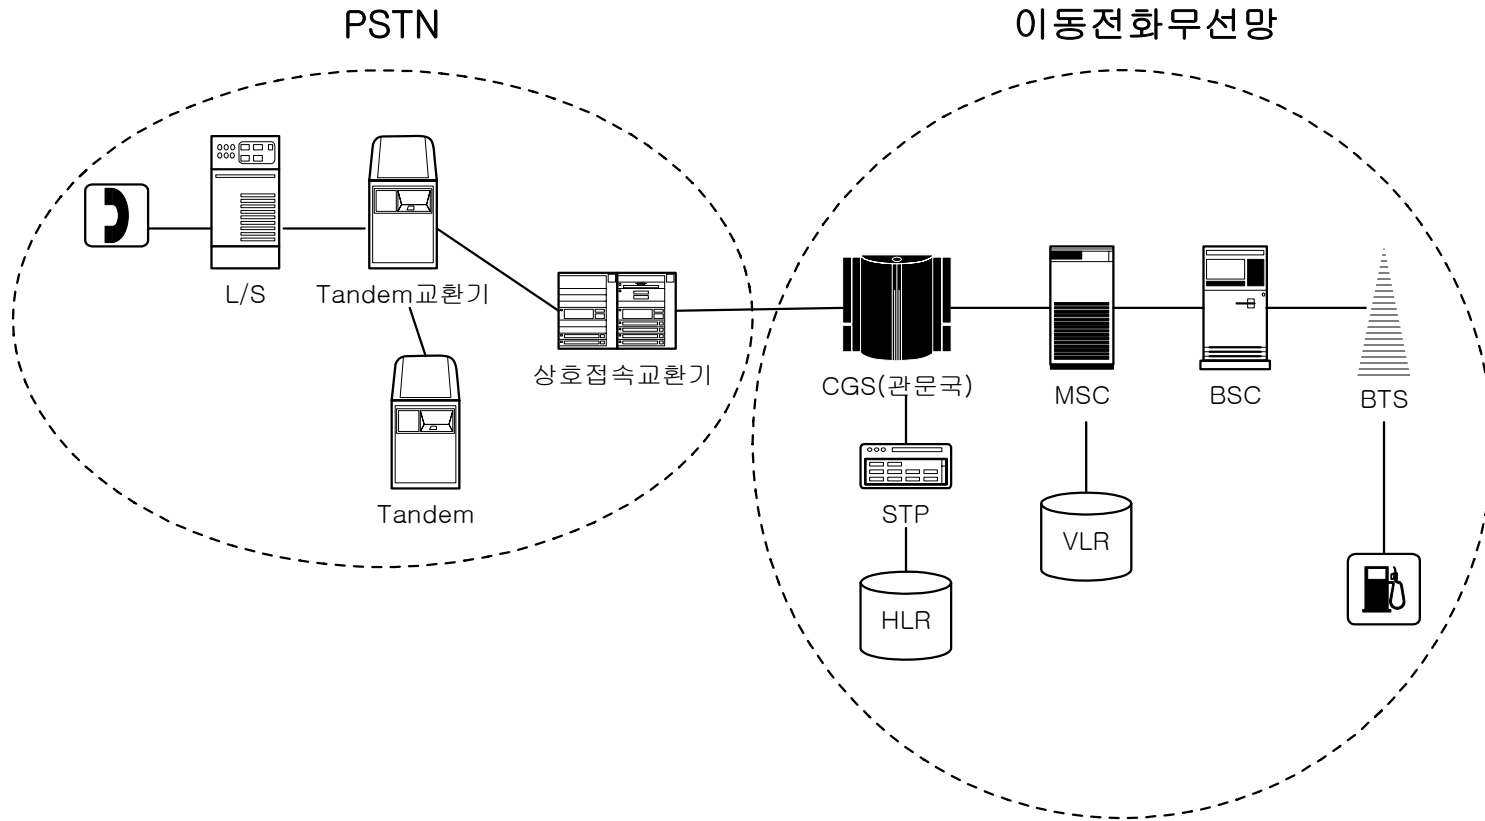 PSTN
이동전화무선망
L/S
Tandem교환기
상호접속교환기
Tandem
CGS(관문국)
MSC
BSC
BTS
STP
VLR
HLR